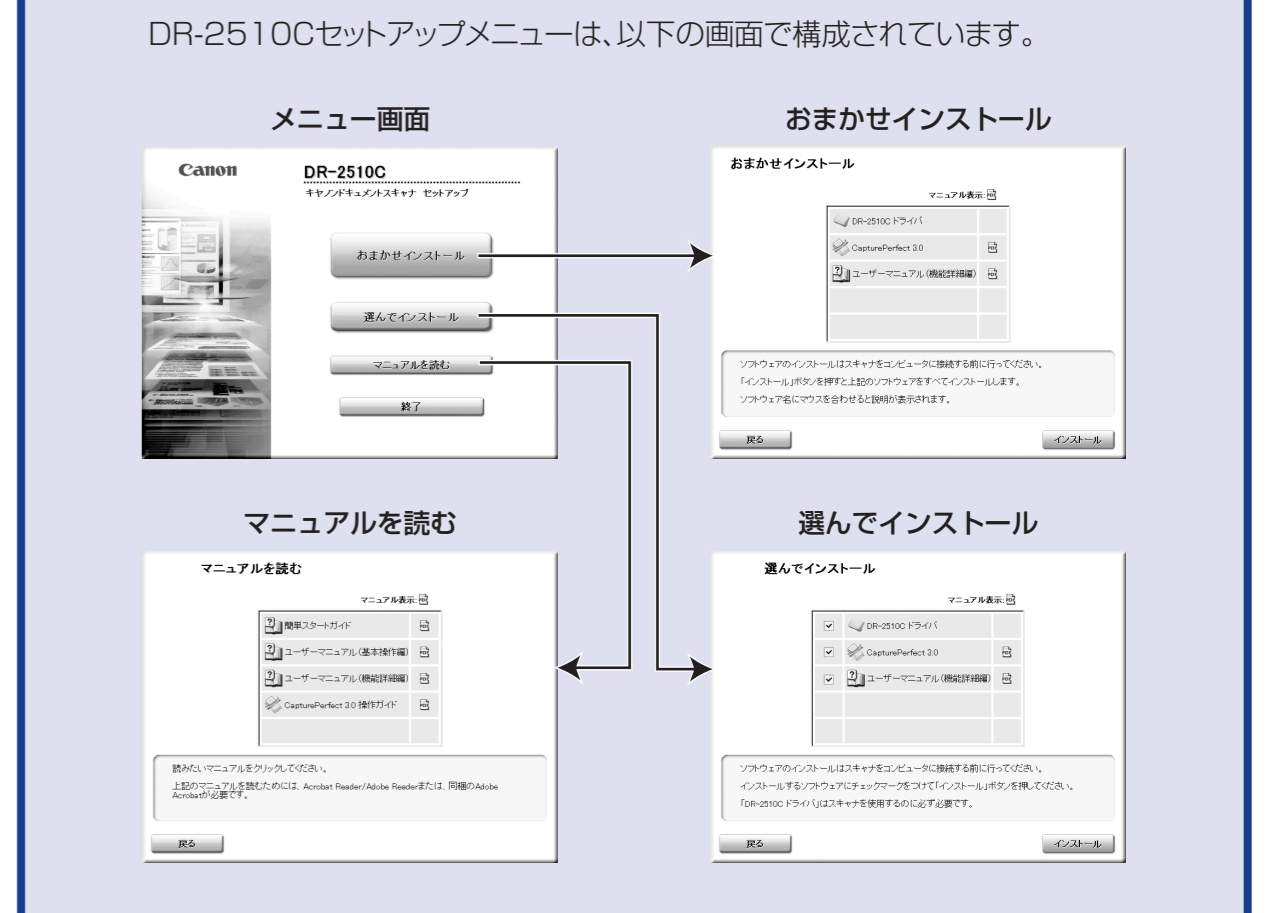 DR-2510Cセットアップメニューは、以下の画面で構成されています。
メニュー画面
Canon
DR-2510C
キヤノンドキュメントスキャナ セットアップ
おまかせインストール
選んでインストール
マニュアルを読む
終了
おまかせインストール
おまかせインストール
マニュアル表示:
DR-2510C ドライバ
CapturePerfect 3.0
ユーザーマニュアル(機能詳細編)
ソフトウェアのインストールはスキャナをコンピュータに接続する前に行ってください。
「インストール」ボタンを押すと上記のソフトウェアをすべてインストールします。
ソフトウェア名にマウスを合わせると説明が表示されます。
戻る
インストール
マニュアルを読む
マニュアルを読む
マニュアル表示:
簡単スタートガイド
ユーザーマニュアル(基本操作編)
ユーザーマニュアル(機能詳細編)
CapturePerfect 3.0 操作ガイド
読みたいマニュアルをクリックしてください。
上記のマニュアルを読むためには、Acrobat Reader/Adobe Readerまたは、同梱のAdobe
Acrobatが必要です。
戻る
選んでインストール
選んでインストール
マニュアル表示:
DR-2510C ドライバ
CapturePerfect 3.0
ユーザーマニュアル(機能詳細編)
ソフトウェアのインストールはスキャナをコンピュータに接続する前に行ってください。
インストールするソフトウェアにチェックマークをつけて「インストール」ボタンを押してください。
「DR-2510C ドライバ」はスキャナを使用するのに必ず必要です。
戻る
インストール